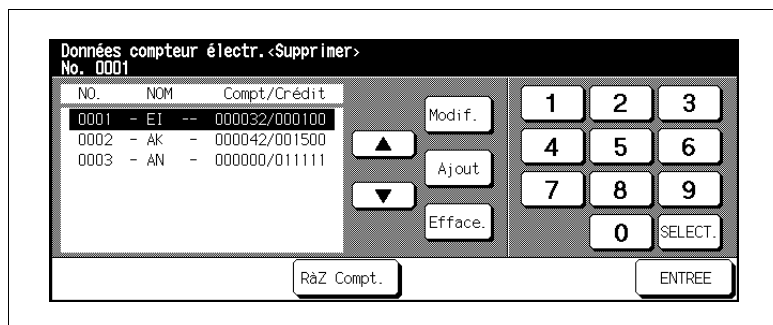 Données compteur électr.<Supprimer>
No. 0001
NO. NOM Compt/Crédit
0001 - EI -- 000032/000100
0002 - AK - 000042/001500
0003 - AN - 000000/011111
Modif.
Ajout
Efface.
1 2 3
4 5 6
7 8 9
0 SELECT.
RàZ Compt.
ENTREE